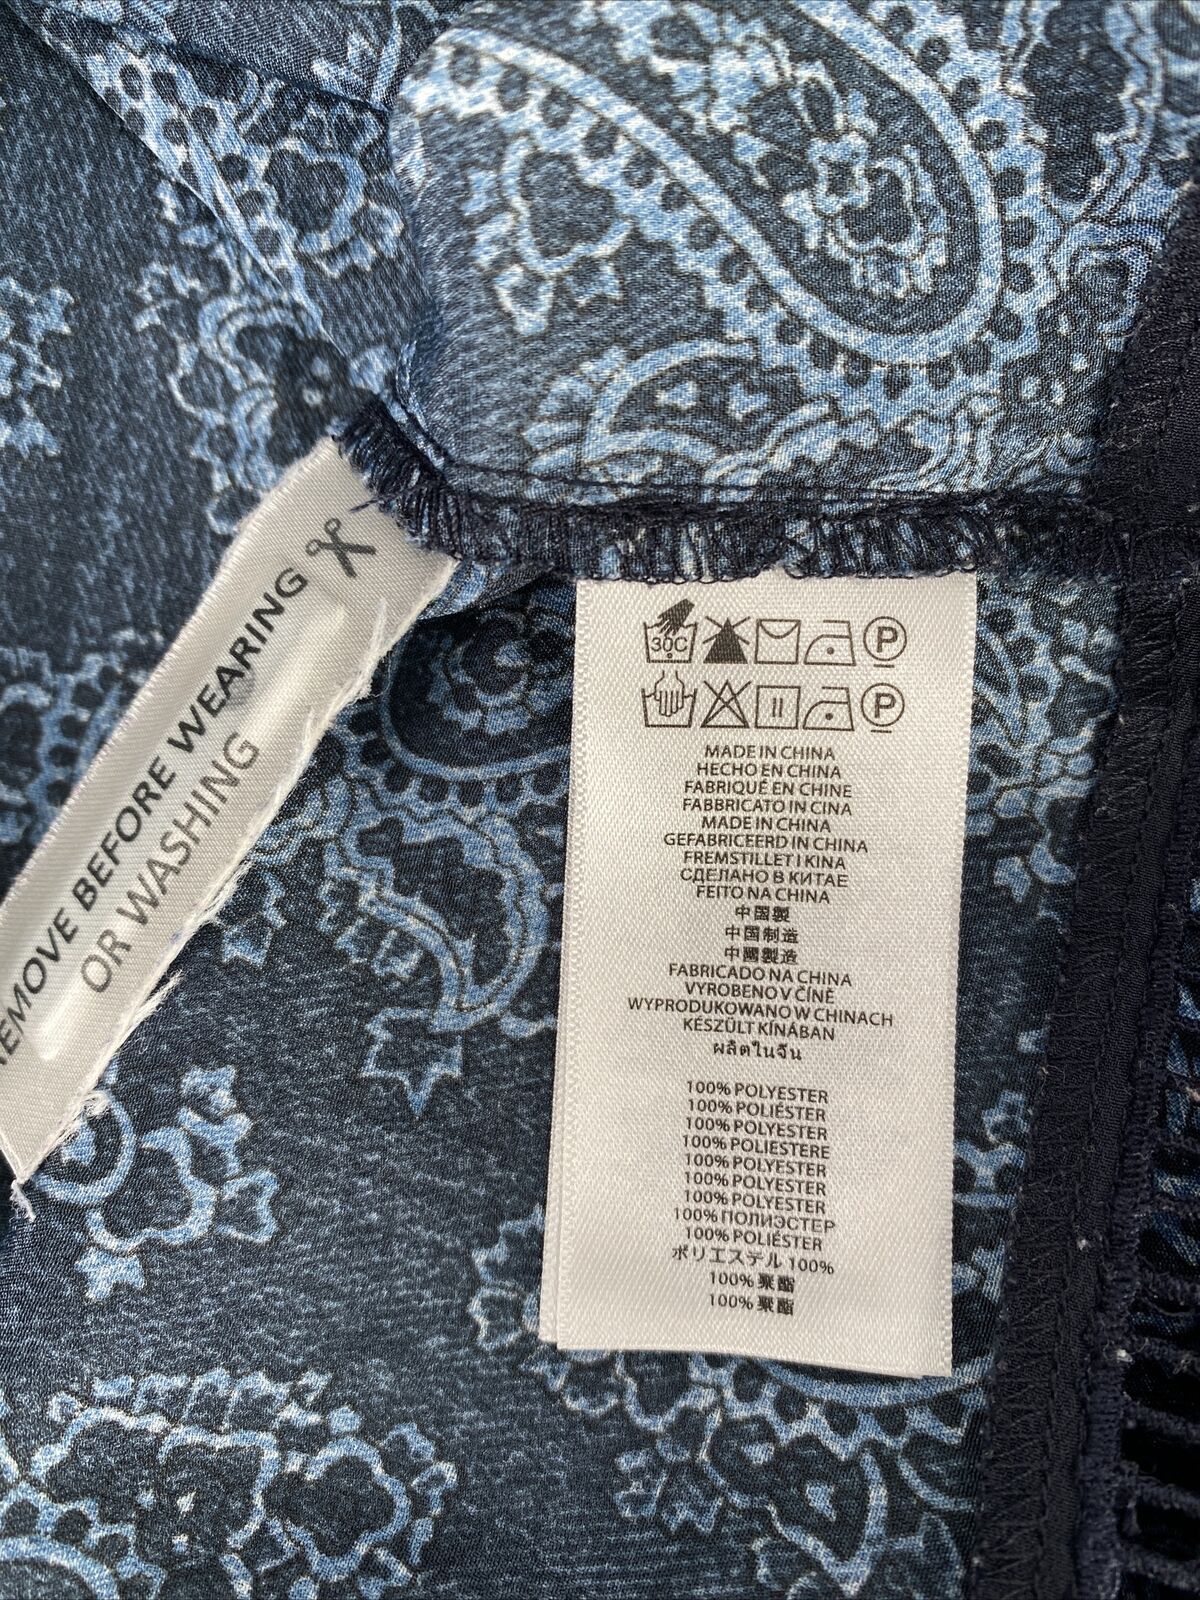 REMOVE BEFORE WEARING
OR WASHING
30C P
P
MADE IN CHINA
HECHO EN CHINA
FABRIQUÉ EN CHINE
FABBRICATO IN CINA
MADE IN CHINA
GEFABRICEERD IN CHINA
FREMSTILLET I KINA
СДЕЛАНО В КИТАЕ
FEITO NA CHINA
中国製
中国制造
中國製造
FABRICADO NA CHINA
VYROBENO V ČÍNĚ
WYPRODUKOWANO W CHINACH
KÉSZÜLT KÍNÁBAN
ผลิตในจีน
100% POLYESTER
100% POLIÉSTER
100% POLYESTER
100% POLIESTERE
100% POLYESTER
100% POLYESTER
100% POLYESTER
100% ПОЛИЭСТЕР
100% POLIÉSTER
ポリエステル 100%
100% 聚酯
100% 聚酯